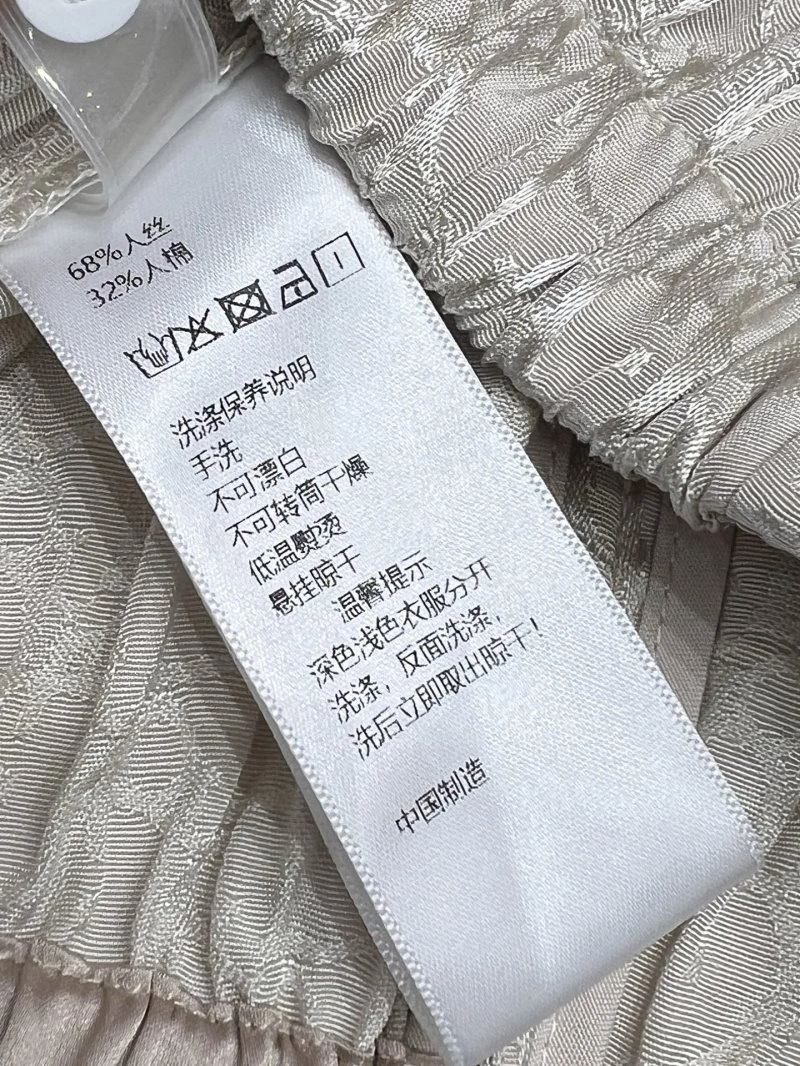 68%人丝
32%人棉
洗涤保养说明
手洗
不可漂白
不可转筒干燥
低温熨烫
悬挂晾干
温馨提示
深色浅色衣服分开
洗涤，反面洗涤，
洗后立即取出晾干！
中国制造